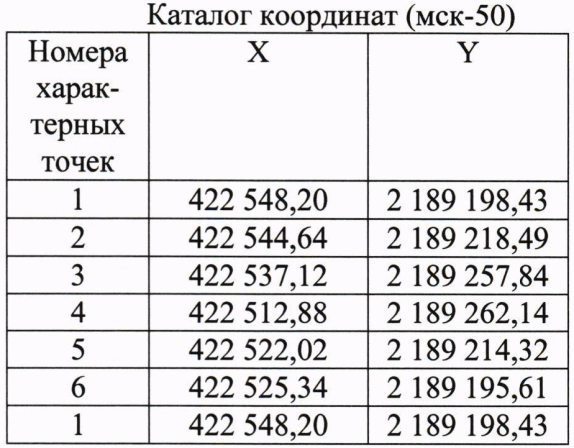 Каталог координат (мск-50)
Номера харак-терных точек X Y
1 422 548,20 2 189 198,43
2 422 544,64 2 189 218,49
3 422 537,12 2 189 257,84
4 422 512,88 2 189 262,14
5 422 522,02 2 189 214,32
6 422 525,34 2 189 195,61
1 422 548,20 2 189 198,43